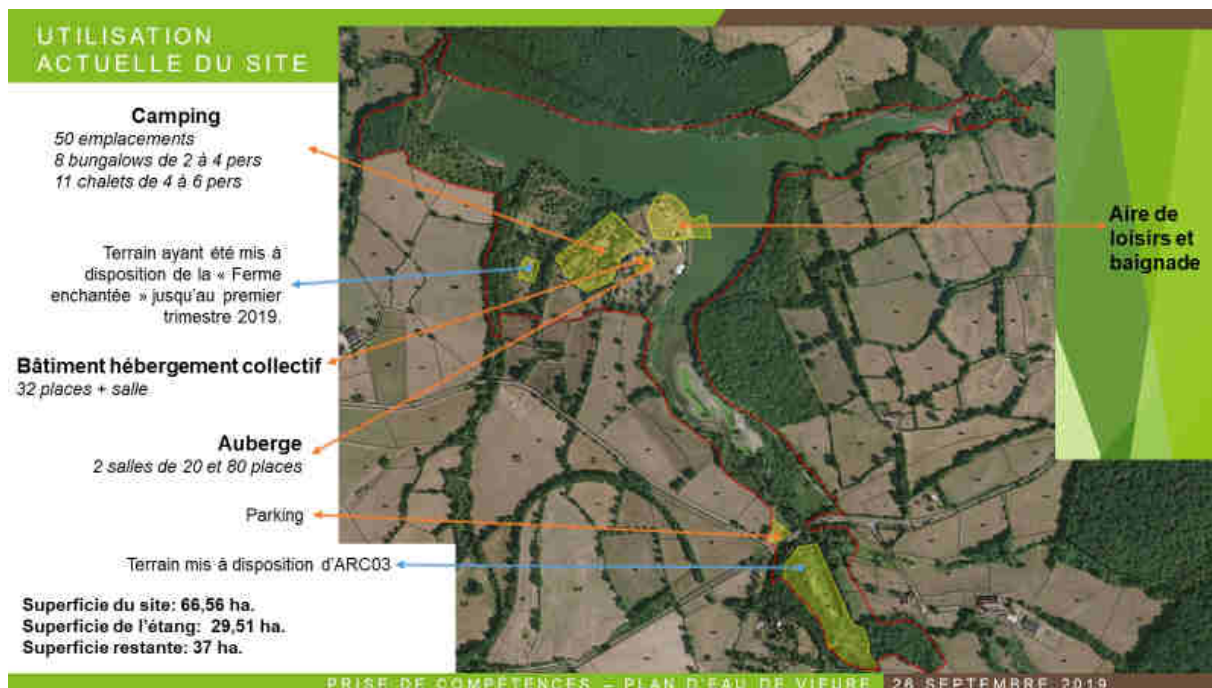 UTILISATION
ACTUELLE DU SITE
Camping
50 emplacements
8 bungalows de 2 à 4 pers
11 chalets de 4 à 6 pers
Terrain ayant été mis à
disposition de la « Ferme
enchantée » jusqu'au premier
trimestre 2019.
Bâtiment hébergement collectif
32 places + salle
Auberge
2 salles de 20 et 80 places
Parking
Terrain mis à disposition d'ARC03
Superficie du site: 66,56 ha.
Superficie de l'étang: 29,51 ha.
Superficie restante: 37 ha.
Aire de
loisirs et
baignade
PRISE DE COMPÉTENCES – PLAN D'EAU DE VIEURE
26 SEPTEMBRE 2019